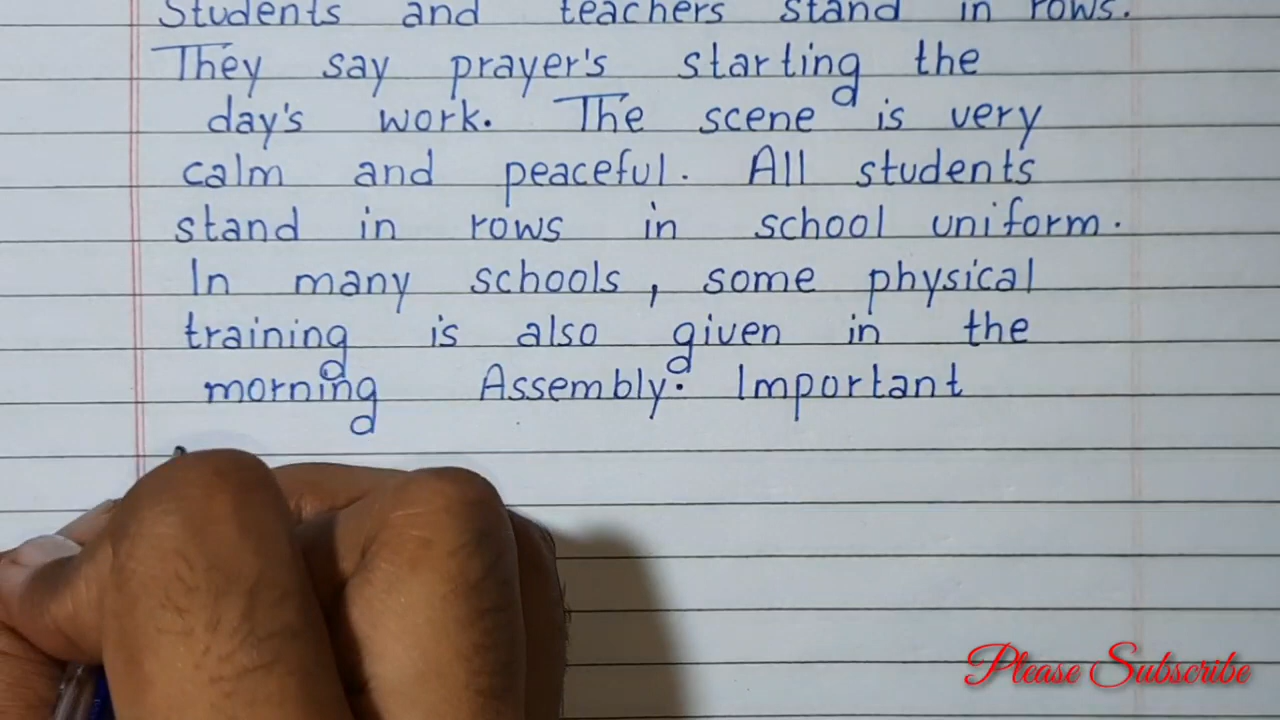 Students and teachers stand in rows.
They say prayer's starting the
day's work. The scene is very
calm and peaceful. All students
stand in rows in school uniform.
In many schools, some physical
training is also given in the
morning Assembly. Important
Please Subscribe